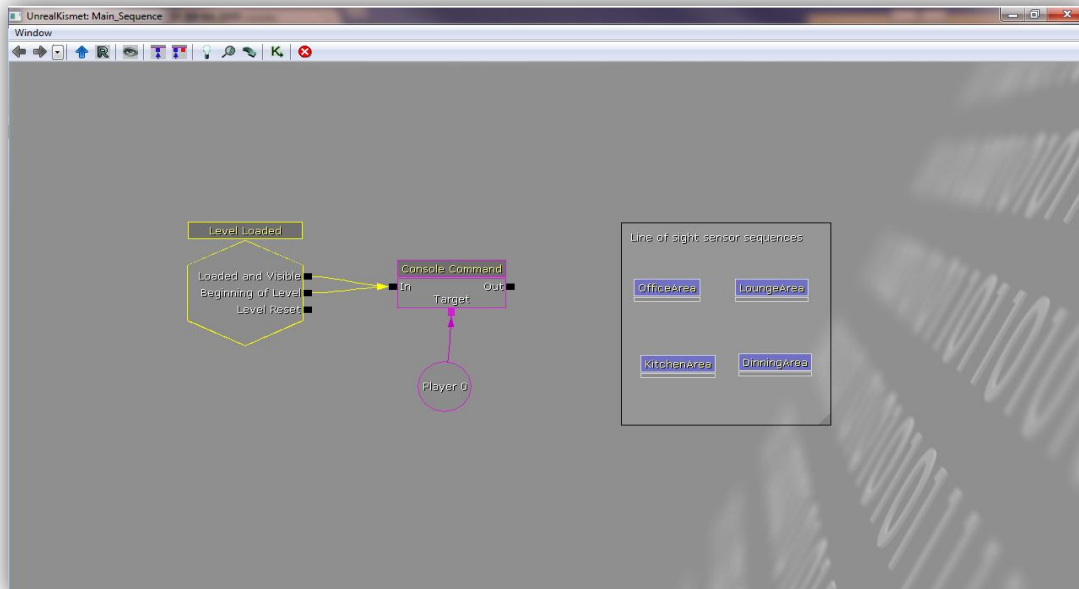 UnrealKismet: Main_Sequence
Window
Level Loaded
Loaded and Visible
Beginning of Level
Level Reset
Console Command
In Out
Target
Player 0
Line of sight sensor sequences
OfficeArea LoungeArea
KitchenArea DinningArea